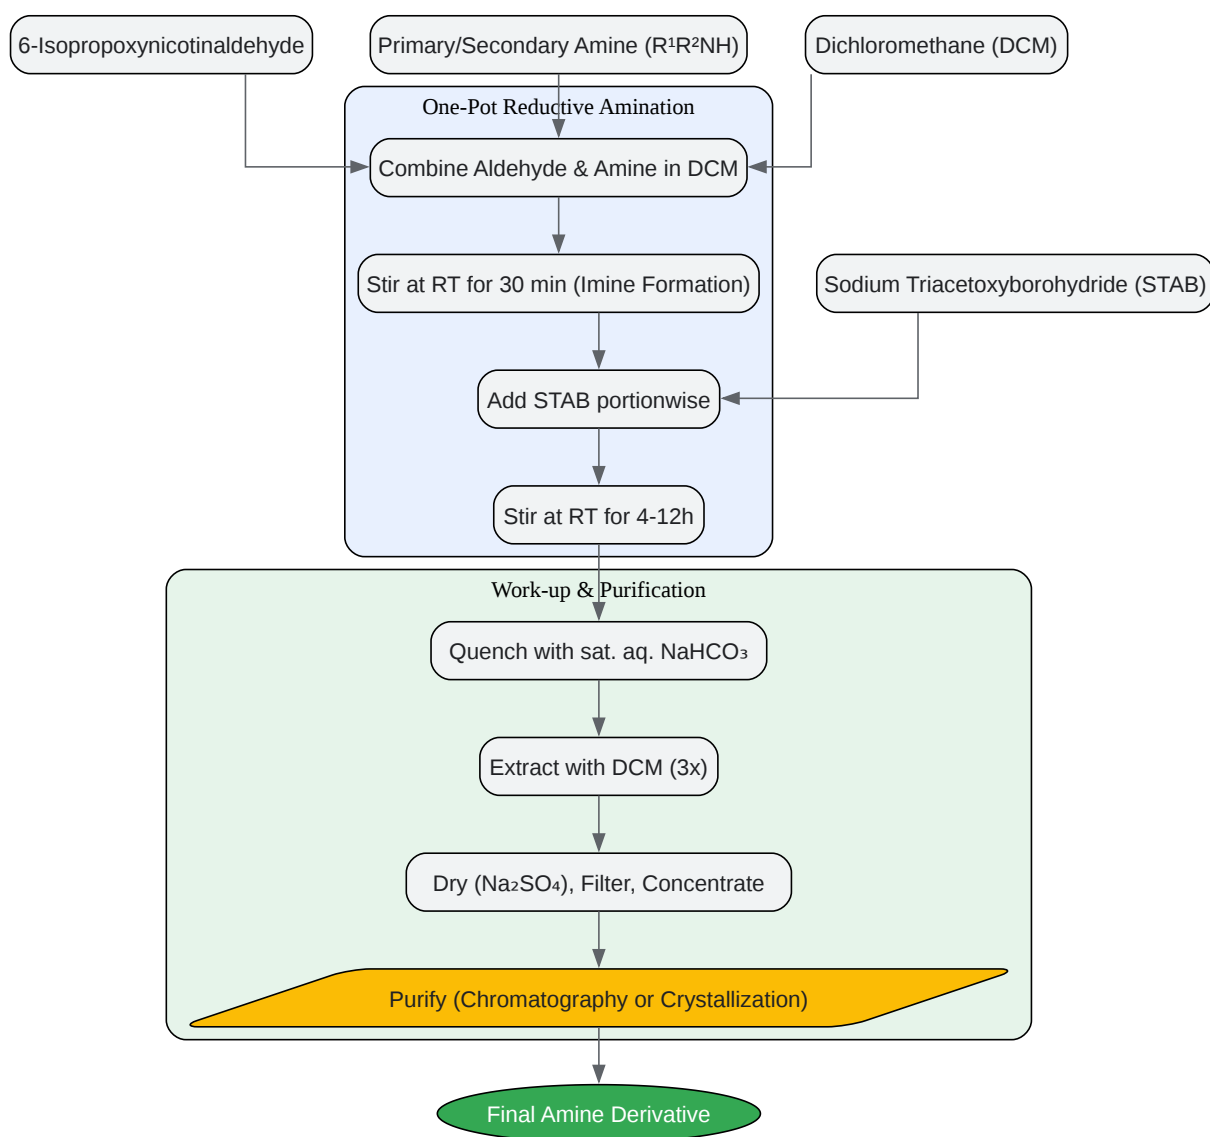 6-Isopropoxynicotinaldehyde
Primary/Secondary Amine (R¹R²NH)
Dichloromethane (DCM)
One-Pot Reductive Amination
Combine Aldehyde & Amine in DCM
Stir at RT for 30 min (Imine Formation)
Sodium Triacetoxyborohydride (STAB)
Add STAB portionwise
Stir at RT for 4-12h
Work-up & Purification
Quench with sat. aq. NaHCO₃
Extract with DCM (3x)
Dry (Na₂SO₄), Filter, Concentrate
Purify (Chromatography or Crystallization)
Final Amine Derivative